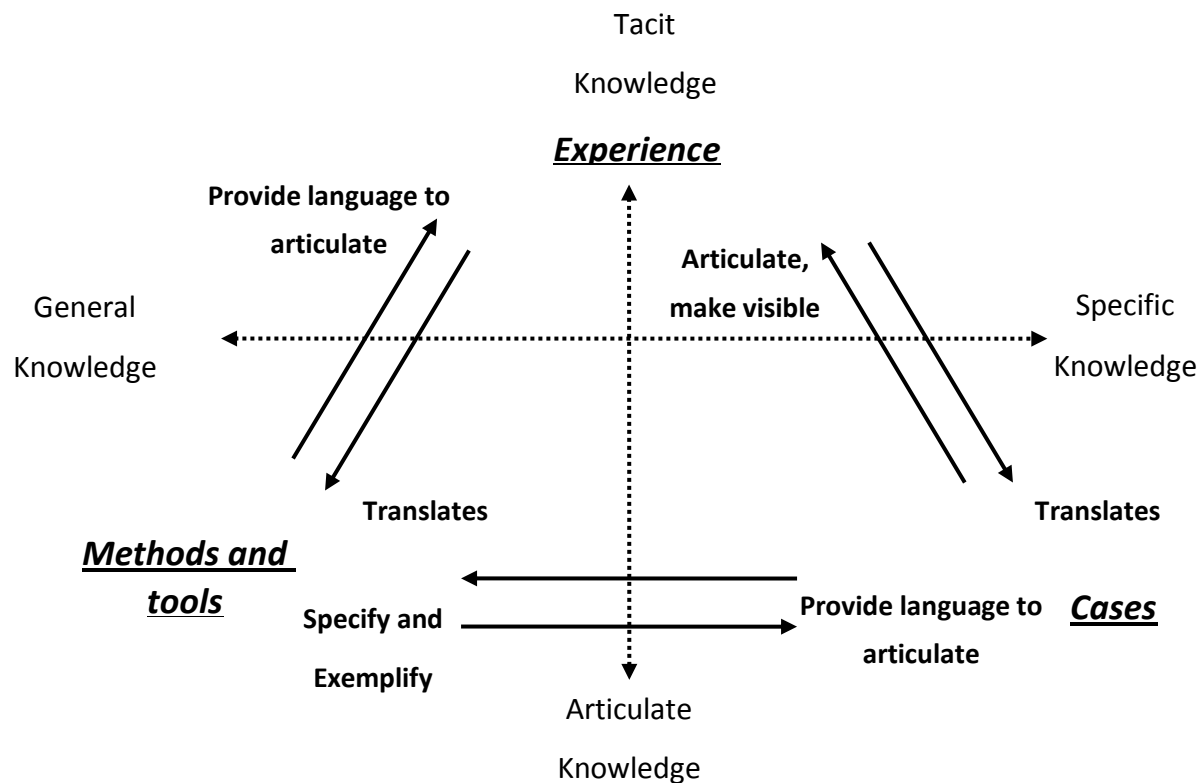 Tacit
Knowledge
Experience
Provide language to
articulate
Articulate,
make visible
General
Knowledge
Specific
Knowledge
Translates
Translates
Methods and
tools
Specify and
Exemplify
Provide language to
articulate
Cases
Articulate
Knowledge